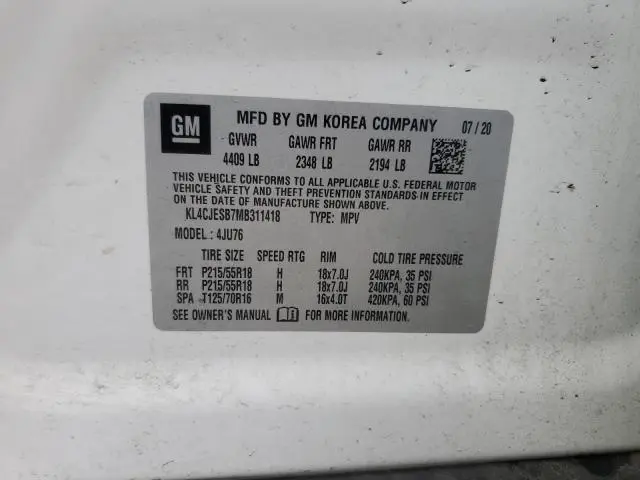 GM MFD BY GM KOREA COMPANY 07/20
GVWR GAWR FRT GAWR RR
4409 LB 2348 LB 2194 LB
THIS VEHICLE CONFORMS TO ALL APPLICABLE U.S. FEDERAL MOTOR
VEHICLE SAFETY AND THEFT PREVENTION STANDARDS IN EFFECT ON
THE DATE OF MANUFACTURE SHOWN ABOVE.
KL4CJESB7MB311418 TYPE: MPV
MODEL : 4JU76
TIRE SIZE SPEED RTG RIM COLD TIRE PRESSURE
FRT P215/55R18 H 18x7.0J 240KPA, 35 PSI
RR P215/55R18 H 18x7.0J 240KPA, 35 PSI
SPA T125/70R16 M 16x4.0T 420KPA, 60 PSI
SEE OWNER'S MANUAL FOR MORE INFORMATION.